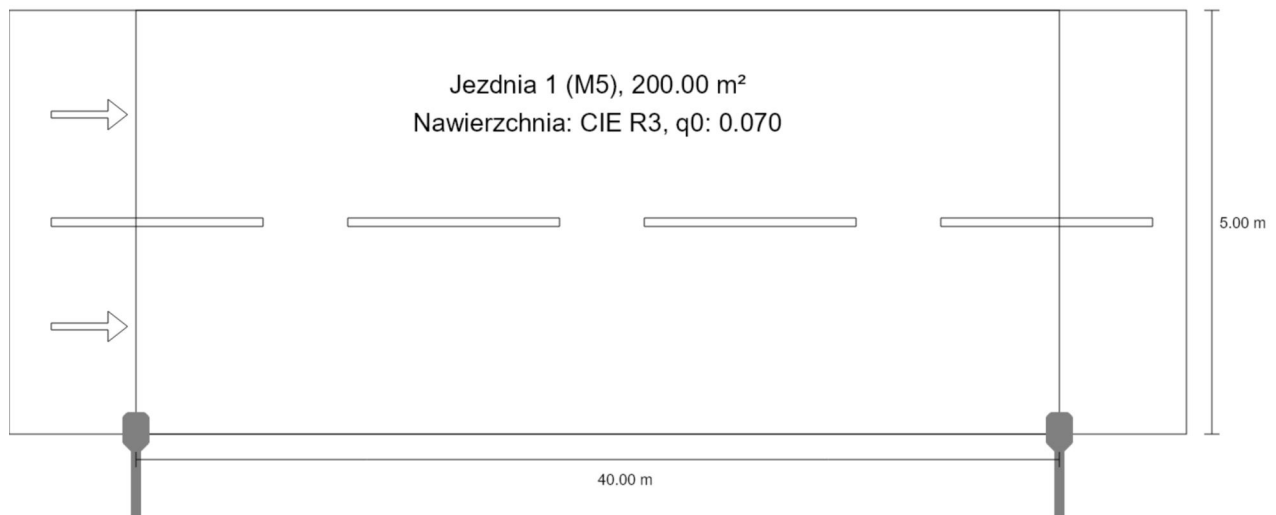 Jezdnia 1 (M5), 200.00 m²
Nawierzchnia: CIE R3, q0: 0.070
5.00 m
40.00 m